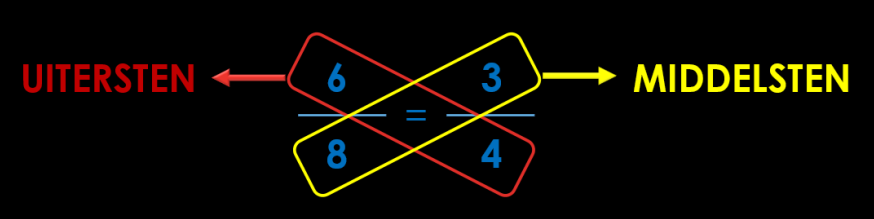 UITERSTEN 6 3 MIDDELSTEN
=
8 4